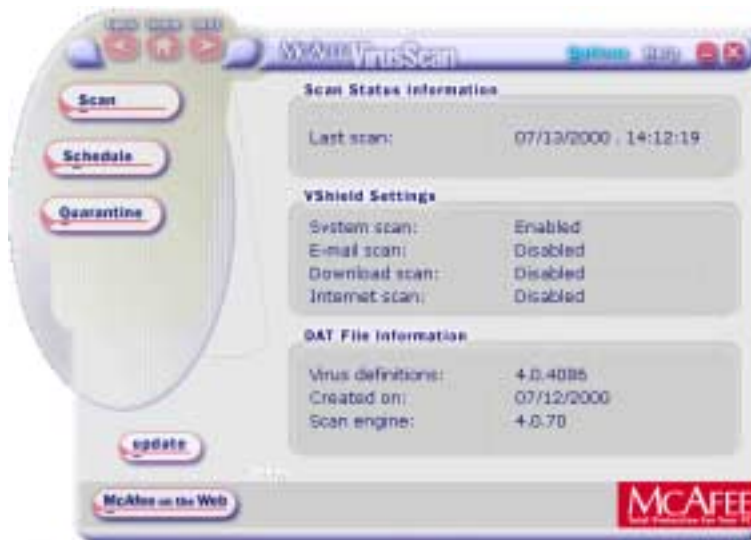 McAfee VirusScan
Scan
Schedule
Quarantine
update
McAfee on the Web
Scan Status Information
Last scan: 07/13/2000 , 14:12:19
VShield Settings
System scan: Enabled
E-mail scan: Disabled
Download scan: Disabled
Internet scan: Disabled
DAT File Information
Virus definitions: 4.0.4086
Created on: 07/12/2000
Scan engine: 4.0.70
MCAFEE